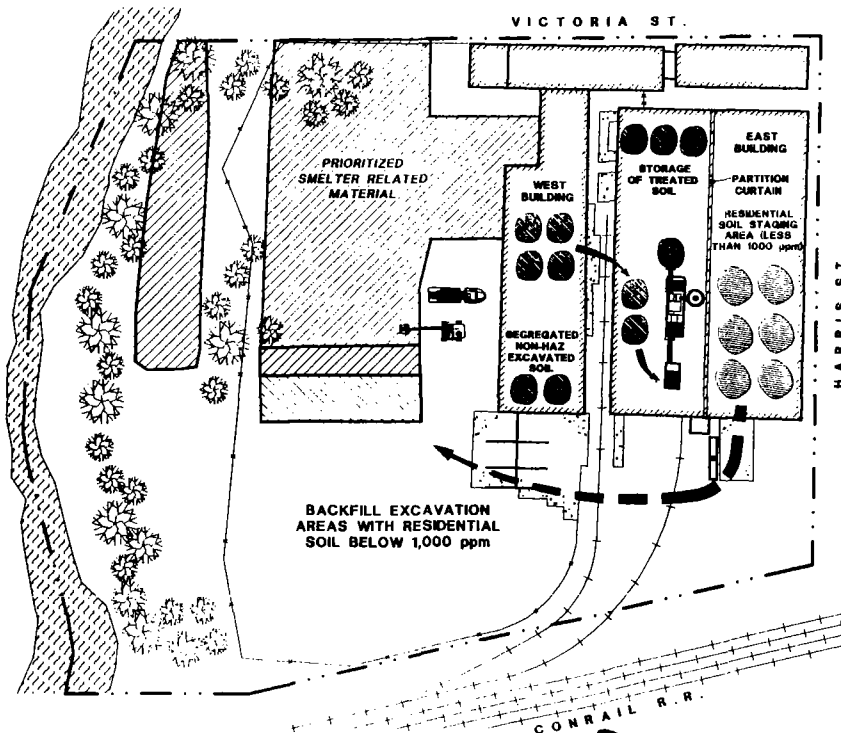 VICTORIA ST.
PRIORITIZED
SMELTER RELATED
MATERIAL
WEST
BUILDING
SEGREGATED
NON-HAZ
EXCAVATED
SOIL
STORAGE
OF TREATED
SOIL
EAST
BUILDING
PARTITION
CURTAIN
RESIDENTIAL
SOIL STAGING
AREA (LESS
THAN 1000 ppm)
HARRIS ST.
BACKFILL EXCAVATION
AREAS WITH RESIDENTIAL
SOIL BELOW 1,000 ppm
CONRAIL R.R.